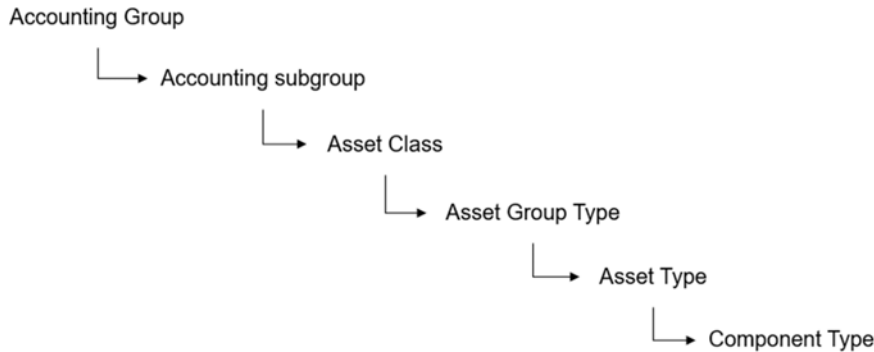 Accounting Group
Accounting subgroup
Asset Class
Asset Group Type
Asset Type
Component Type